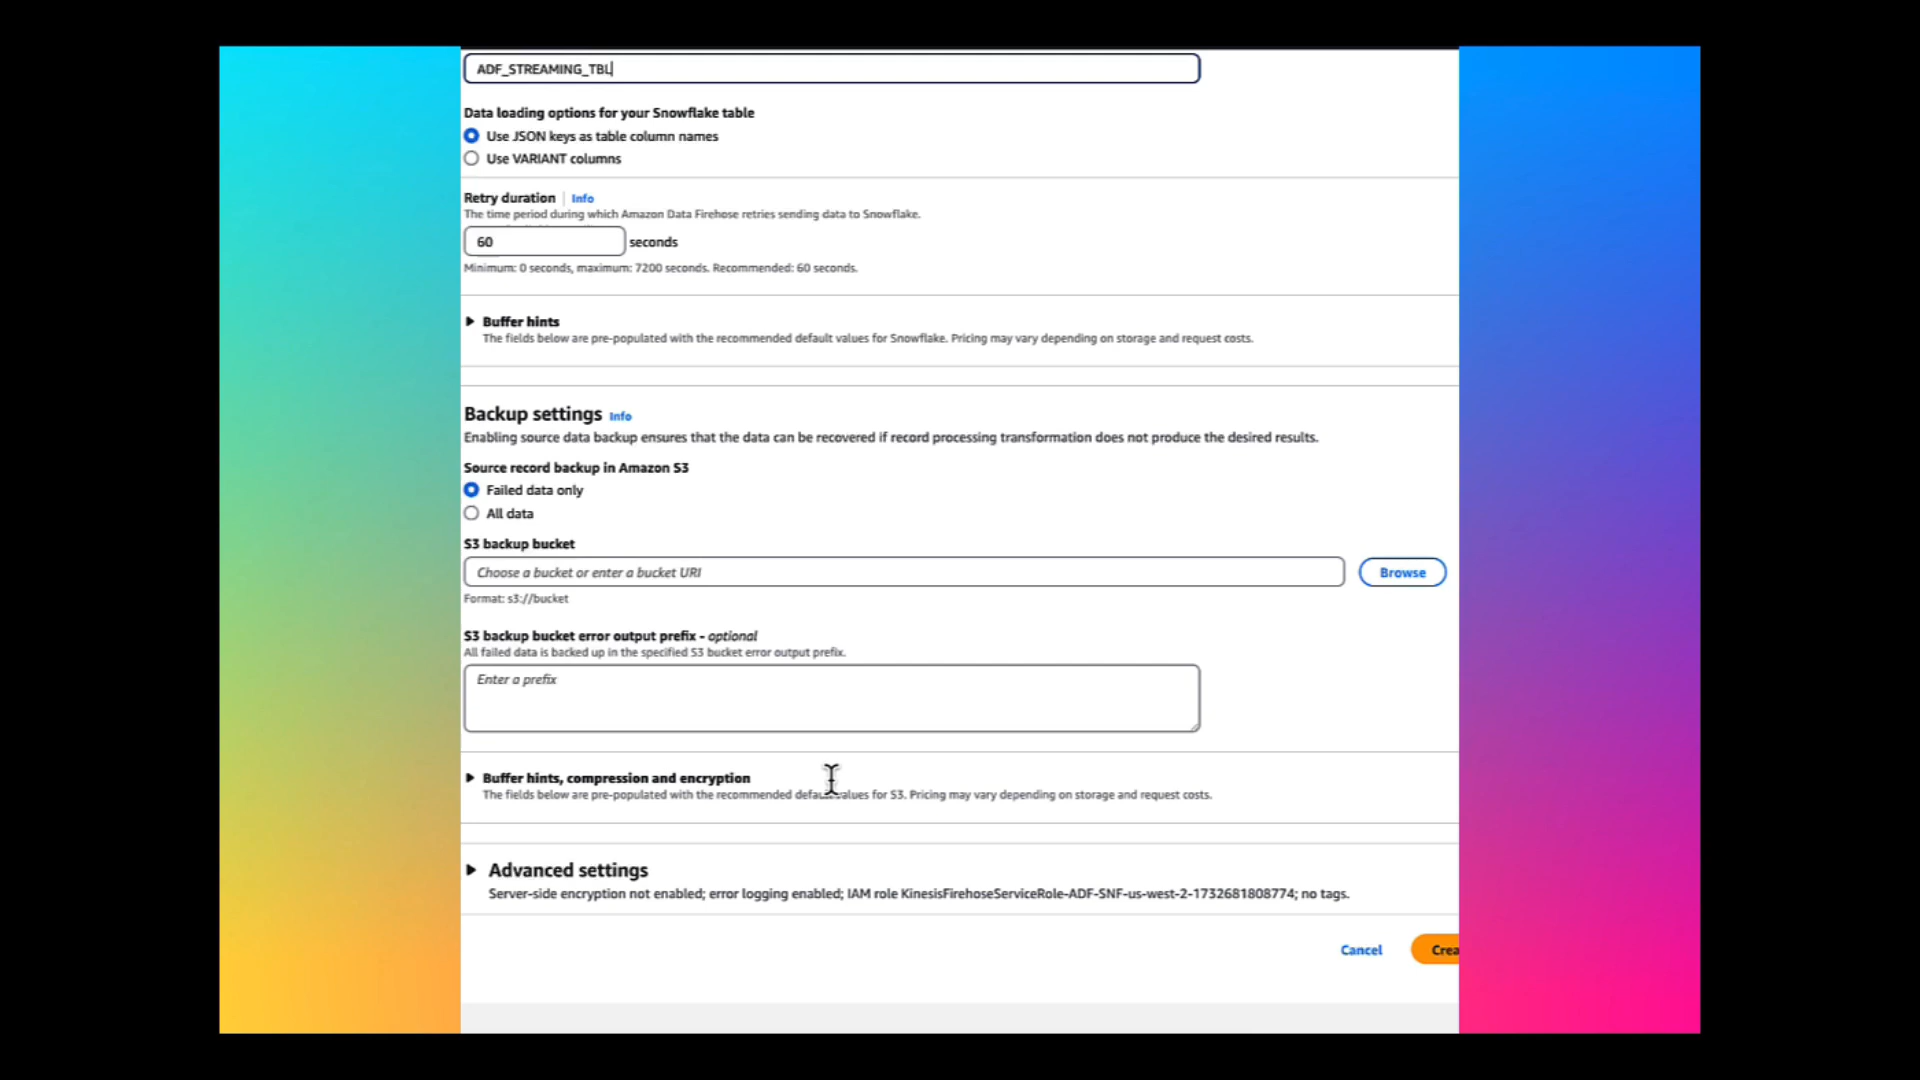 ADF_STREAMING_TBL
Data loading options for your Snowflake table
Use JSON keys as table column names
Use VARIANT columns
Retry duration | Info
The time period during which Amazon Data Firehose retries sending data to Snowflake.
60 seconds
Minimum: 0 seconds, maximum: 7200 seconds. Recommended: 60 seconds.
Buffer hints
The fields below are pre-populated with the recommended default values for Snowflake. Pricing may vary depending on storage and request costs.
Backup settings Info
Enabling source data backup ensures that the data can be recovered if record processing transformation does not produce the desired results.
Source record backup in Amazon S3
Failed data only
All data
S3 backup bucket
Choose a bucket or enter a bucket URI
Browse
Format: s3://bucket
S3 backup bucket error output prefix - optional
All failed data is backed up in the specified S3 bucket error output prefix.
Enter a prefix
Buffer hints, compression and encryption
The fields below are pre-populated with the recommended default values for S3. Pricing may vary depending on storage and request costs.
Advanced settings
Server-side encryption not enabled; error logging enabled; IAM role KinesisFirehoseServiceRole-ADF-SNF-us-west-2-1732681808774; no tags.
Cancel
Crea